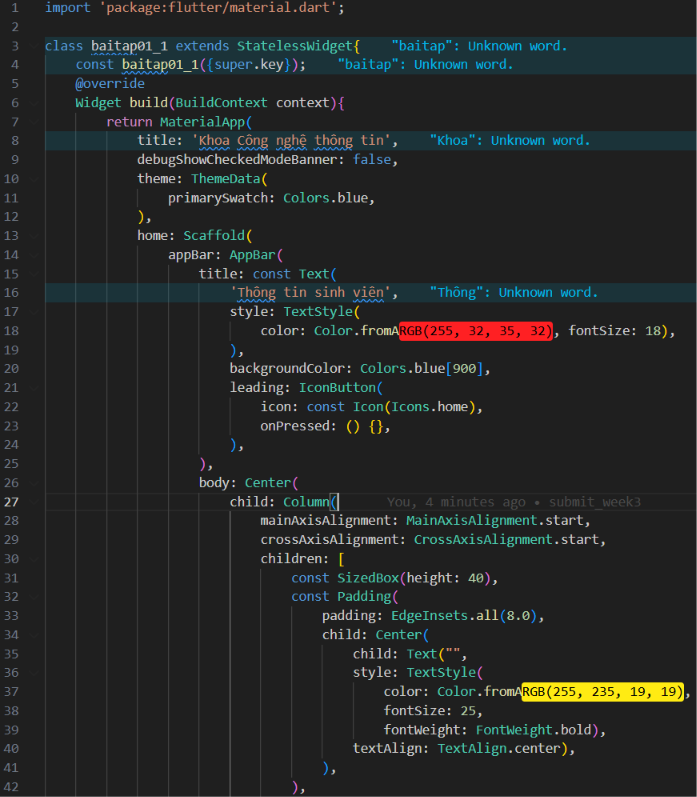 1 import 'package:flutter/material.dart';
2
3 class baitap01_1 extends StatelessWidget{ "baitap": Unknown word.
4 const baitap01_1({super.key}); "baitap": Unknown word.
5 @override
6 Widget build(BuildContext context){
7 return MaterialApp(
8 title: 'Khoa Công nghệ thông tin', "Khoa": Unknown word.
9 debugShowCheckedModeBanner: false,
10 theme: ThemeData(
11 primarySwatch: Colors.blue,
12 ),
13 home: Scaffold(
14 appBar: AppBar(
15 title: const Text(
16 'Thông tin sinh viên', "Thông": Unknown word.
17 style: TextStyle(
18 color: Color.fromARGB(255, 32, 35, 32), fontSize: 18),
19 ),
20 backgroundColor: Colors.blue[900],
21 leading: IconButton(
22 icon: const Icon(Icons.home),
23 onPressed: () {},
24 ),
25 ),
26 body: Center(
27 child: Column( You, 4 minutes ago • submit_week3
28 mainAxisAlignment: MainAxisAlignment.start,
29 crossAxisAlignment: CrossAxisAlignment.start,
30 children: [
31 const SizedBox(height: 40),
32 const Padding(
33 padding: EdgeInsets.all(8.0),
34 child: Center(
35 child: Text("",
36 style: TextStyle(
37 color: Color.fromARGB(255, 235, 19, 19),
38 fontSize: 25,
39 fontWeight: FontWeight.bold),
40 textAlign: TextAlign.center),
41 ),
42 ),